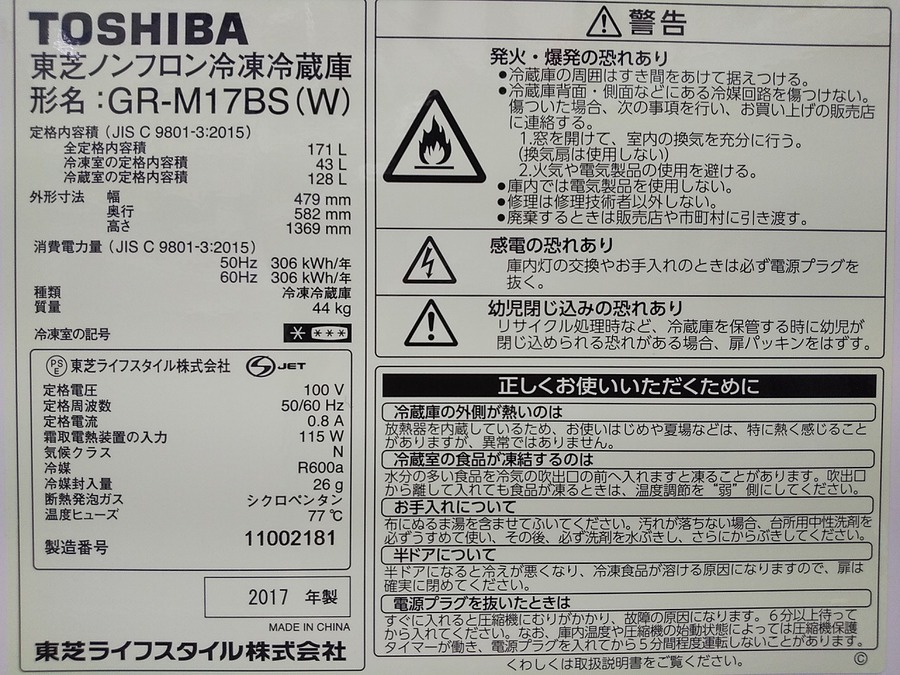 TOSHIBA
東芝ノンフロン冷凍冷蔵庫
形名：GR-M17BS(W)
定格内容積（JIS C 9801-3:2015）
全定格内容積 171 L
冷凍室の定格内容積 43 L
冷蔵室の定格内容積 128 L
外形寸法 幅 479 mm
奥行 582 mm
高さ 1369 mm
消費電力量（JIS C 9801-3:2015）
50Hz 306 kWh/年
60Hz 306 kWh/年
種類 冷凍冷蔵庫
質量 44 kg
冷凍室の記号 * ***
PSE 東芝ライフスタイル株式会社 JET
定格電圧 100 V
定格周波数 50/60 Hz
定格電流 0.8 A
霜取電熱装置の入力 115 W
気候クラス N
冷媒 R600a
冷媒封入量 26 g
断熱発泡ガス シクロペンタン
温度ヒューズ 77 ℃
製造番号 11002181
2017 年製
MADE IN CHINA
東芝ライフスタイル株式会社
警告
発火・爆発の恐れあり
●冷蔵庫の周囲はすき間をあけて据えつける。
●冷蔵庫背面・側面などにある冷媒回路を傷つけない。
傷ついた場合、次の事項を行い、お買い上げの販売店
に連絡する。
1.窓を開けて、室内の換気を充分に行う。
(換気扇は使用しない)
2.火気や電気製品の使用を避ける。
●庫内では電気製品を使用しない。
●修理は修理技術者以外しない。
●廃棄するときは販売店や市町村に引き渡す。
感電の恐れあり
庫内灯の交換やお手入れのときは必ず電源プラグを
抜く。
幼児閉じ込みの恐れあり
リサイクル処理時など、冷蔵庫を保管する時に幼児が
閉じ込められる恐れがある場合、扉パッキンをはずす。
正しくお使いいただくために
冷蔵庫の外側が熱いのは
放熱器を内蔵しているため、お使いはじめや夏場などは、特に熱く感じること
がありますが、異常ではありません。
冷蔵室の食品が凍結するのは
水分の多い食品を冷気の吹出口の前へ入れますと凍ることがあります。吹出口
から離して入れても食品が凍るときは、温度調節を“弱”側にしてください。
お手入れについて
布にぬるま湯を含ませてふいてください。汚れが落ちない場合、台所用中性洗剤を
必ずうすめて使い、その後、必ず洗剤を水ぶきし、さらにからぶきしてください。
半ドアについて
半ドアになると冷えが悪くなり、冷凍食品が溶ける原因になりますので、扉は
確実に閉めてください。
電源プラグを抜いたときは
すぐに入れると圧縮機にむりがかかり、故障の原因になります。6分以上待って
から入れてください。なお、庫内温度や圧縮機の始動状態によっては圧縮機保護
タイマーが働き、電源プラグを入れてから5分間程度運転しないことがあります。
くわしくは取扱説明書をご覧ください。 ©